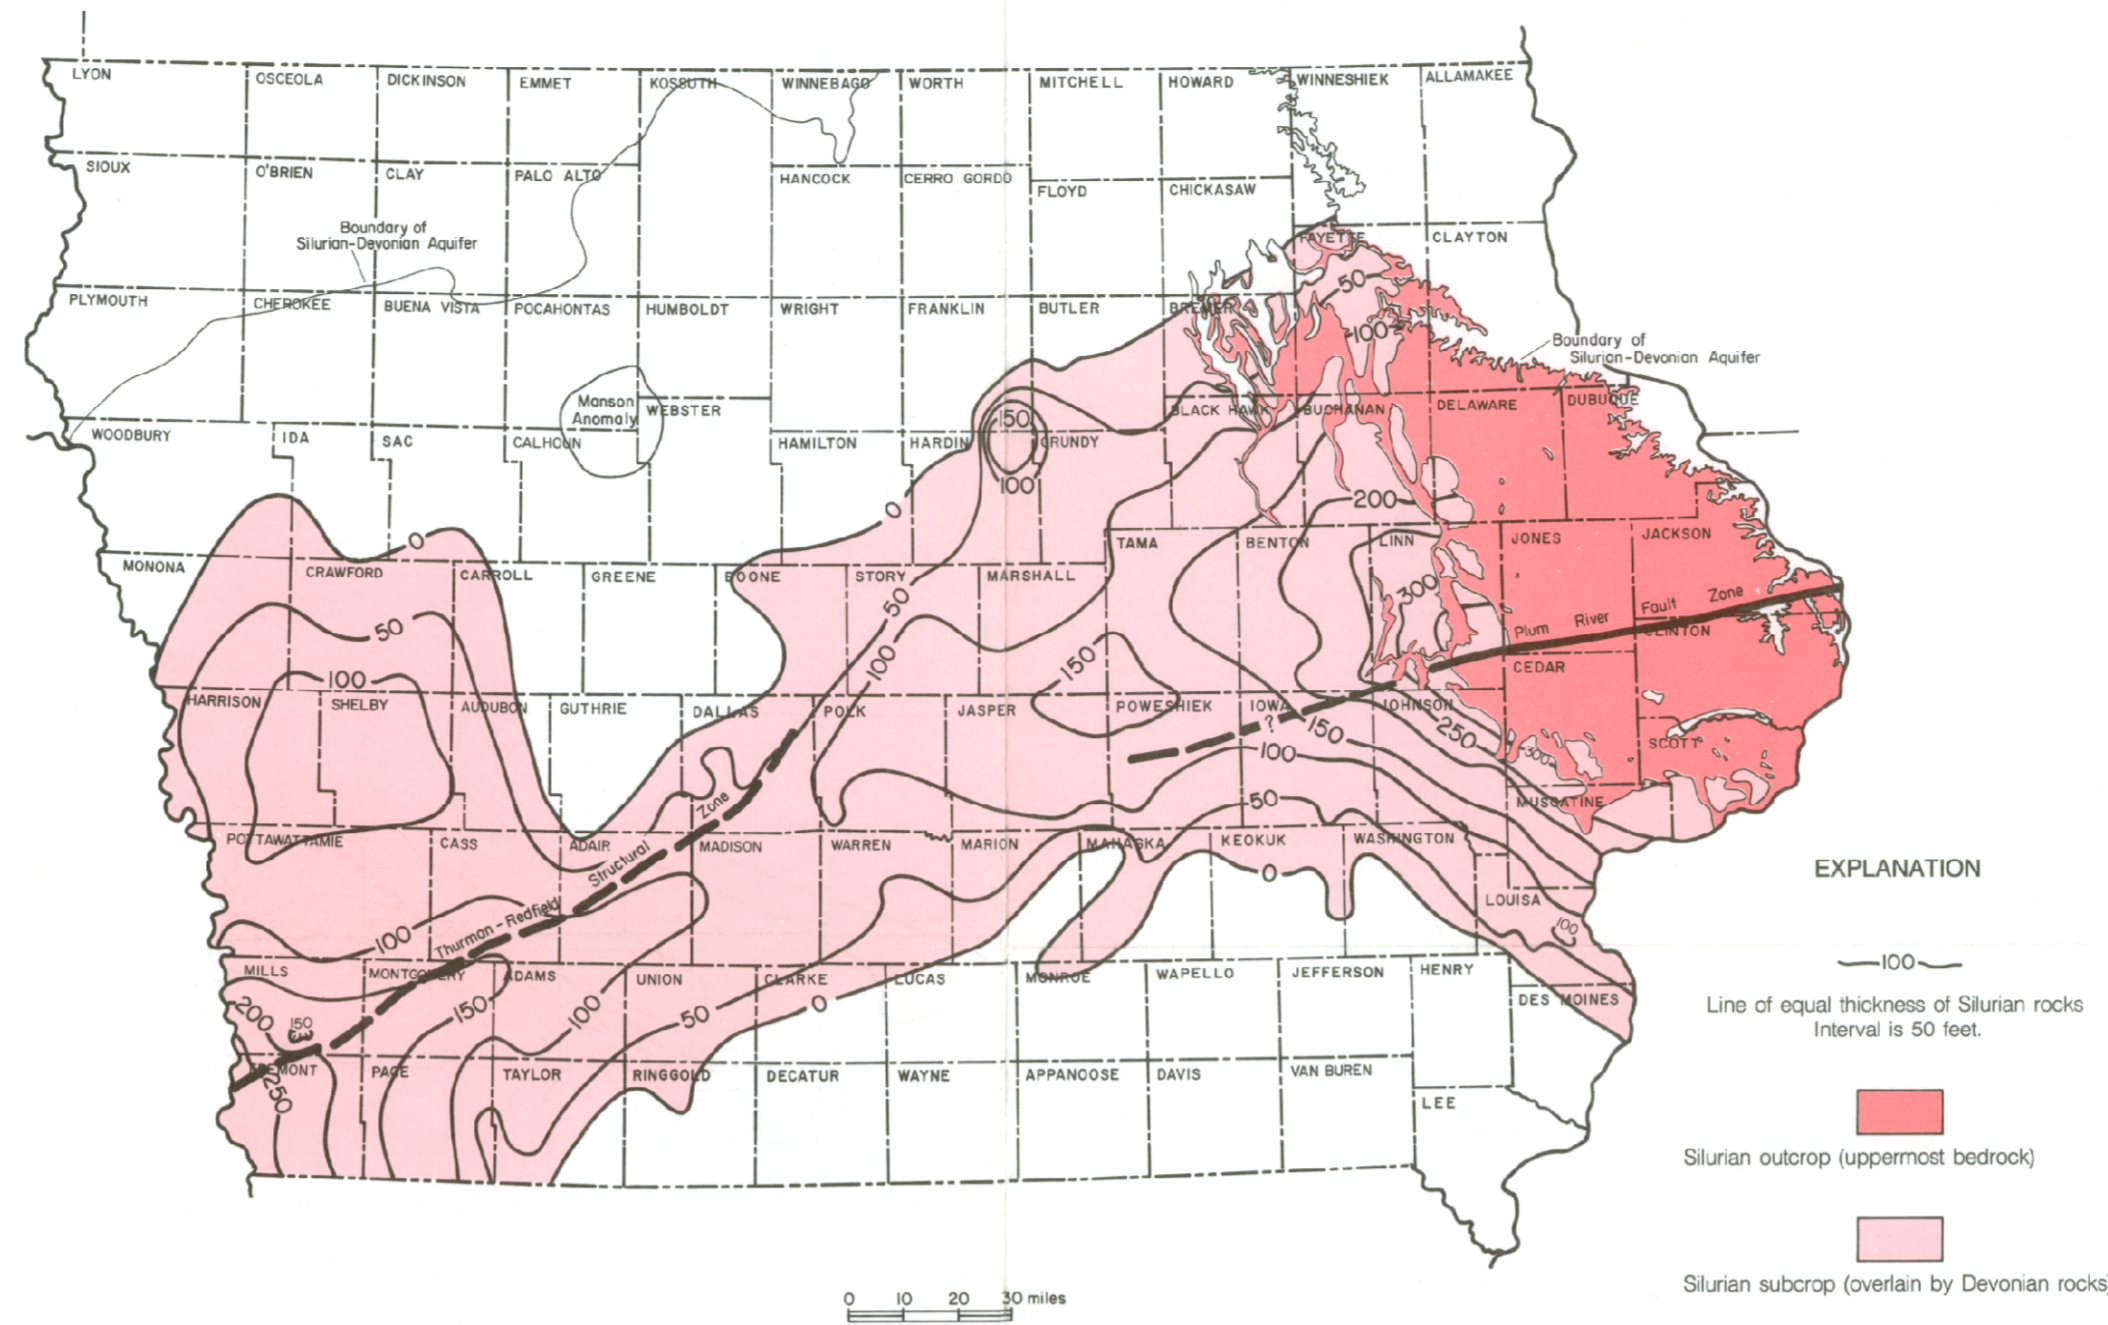 LYON
OSCEOLA
DICKINSON
EMMET
KOSSUTH
WINNEBAGO
WORTH
MITCHELL
HOWARD
WINNESHIEK
ALLAMAKEE
SIOUX
O'BRIEN
CLAY
PALO ALTO
HANCOCK
CERRO GORDO
FLOYD
CHICKASAW
FAYETTE
CLAYTON
Boundary of
Silurian-Devonian Aquifer
50
PLYMOUTH
CHEROKEE
BUENA VISTA
POCAHONTAS
HUMBOLDT
WRIGHT
FRANKLIN
BUTLER
BREMER
100
Boundary of
Silurian-Devonian Aquifer
Manson
Anomaly
WEBSTER
150
BLACK HAWK
BUCHANAN
DELAWARE
DUBUQUE
WOODBURY
IDA
SAC
CALHOUN
HAMILTON
HARDIN
GRUNDY
100
200
0
0
TAMA
BENTON
LINN
JONES
JACKSON
MONONA
CRAWFORD
CARROLL
GREENE
BOONE
STORY
MARSHALL
50
300
Plum River Fault Zone
50
100
150
CLINTON
CEDAR
100
HARRISON
SHELBY
AUDUBON
GUTHRIE
DALLAS
POLK
JASPER
POWESHIEK
IOWA
JOHNSON
?
150
250
300
SCOTT
100
50
MUSCATINE
Zone
POTTAWATTAMIE
CASS
ADAIR
Structural
MADISON
WARREN
MARION
MAHASKA
KEOKUK
WASHINGTON
0
LOUISA
100
Thurman-Redfield
100
MILLS
MONTGOMERY
ADAMS
UNION
CLARKE
LUCAS
MONROE
WAPELLO
JEFFERSON
HENRY
DES MOINES
200
150
150
100
50
0
FREMONT
PAGE
TAYLOR
RINGGOLD
DECATUR
WAYNE
APPANOOSE
DAVIS
VAN BUREN
LEE
250
EXPLANATION
100
Line of equal thickness of Silurian rocks
Interval is 50 feet.
Silurian outcrop (uppermost bedrock)
Silurian subcrop (overlain by Devonian rocks)
0 10 20 30 miles